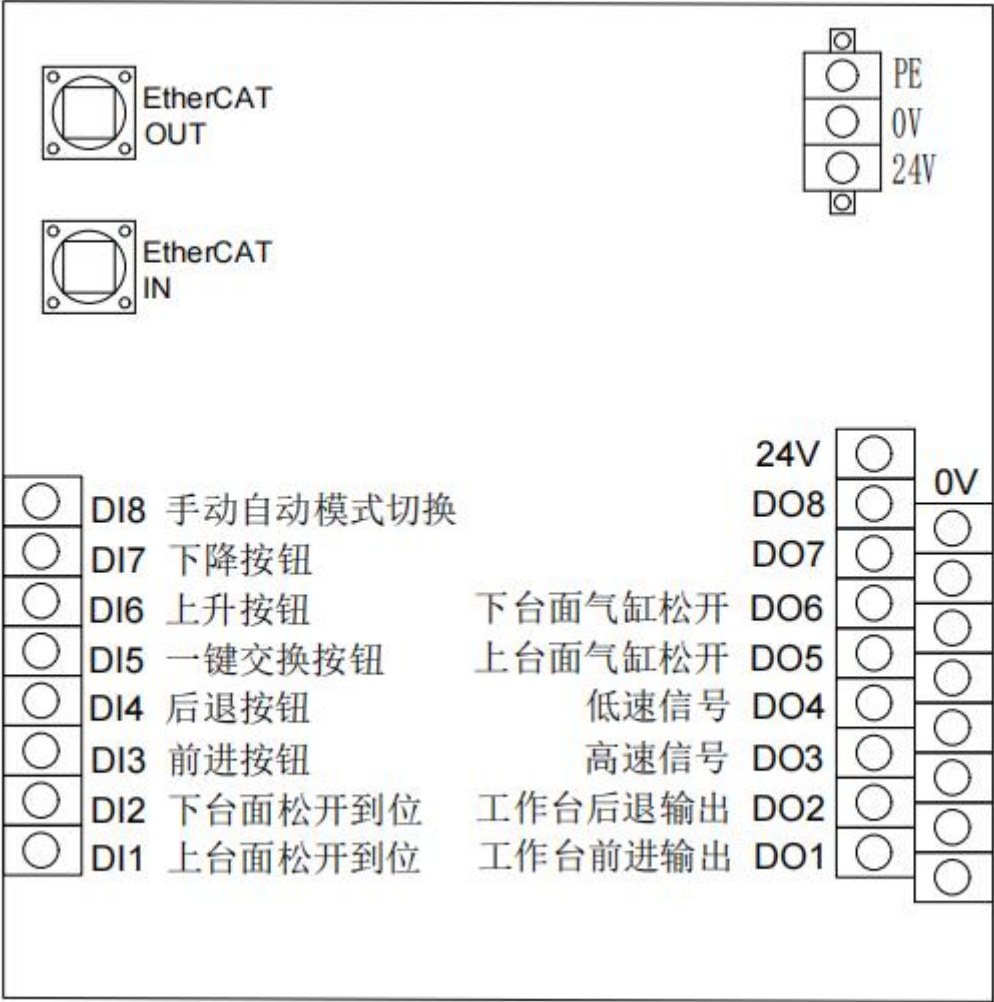 EtherCAT
OUT
PE
0V
24V
EtherCAT
IN
24V
0V
DI8 手动自动模式切换
DO8
DI7 下降按钮
DO7
DI6 上升按钮
下台面气缸松开 DO6
DI5 一键交换按钮
上台面气缸松开 DO5
DI4 后退按钮
低速信号 DO4
DI3 前进按钮
高速信号 DO3
DI2 下台面松开到位
工作台后退输出 DO2
DI1 上台面松开到位
工作台前进输出 DO1